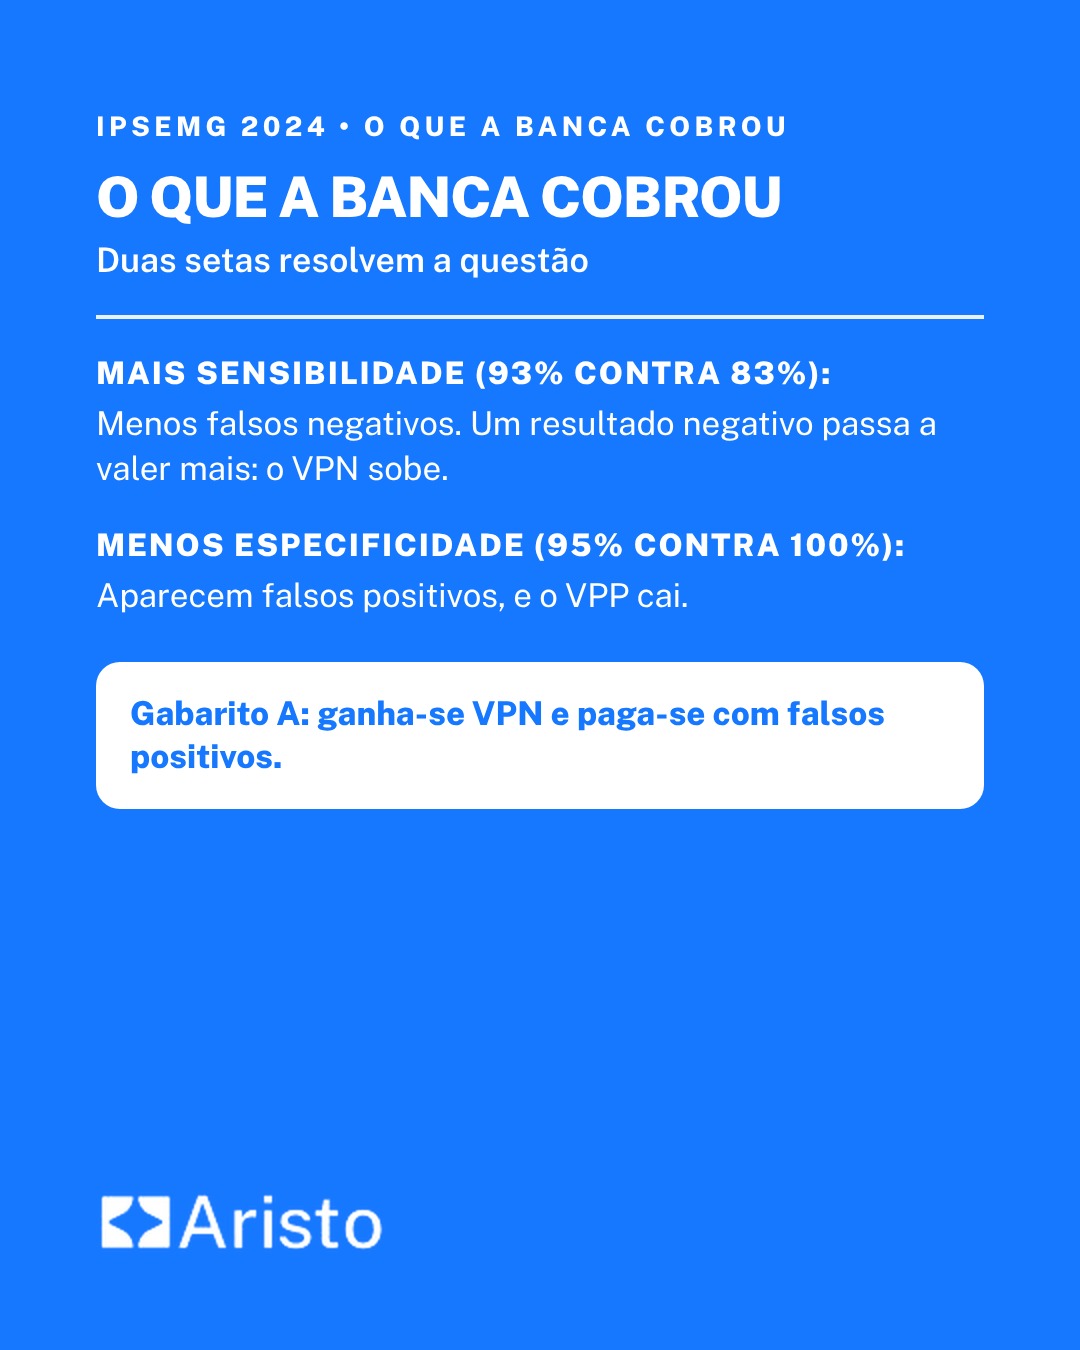 IPSEMG 2024 • O QUE A BANCA COBROU
O QUE A BANCA COBROU
Duas setas resolvem a questão
MAIS SENSIBILIDADE (93% CONTRA 83%):
Menos falsos negativos. Um resultado negativo passa a
valer mais: o VPN sobe.
MENOS ESPECIFICIDADE (95% CONTRA 100%):
Aparecem falsos positivos, e o VPP cai.
Gabarito A: ganha-se VPN e paga-se com falsos
positivos.
Aristo